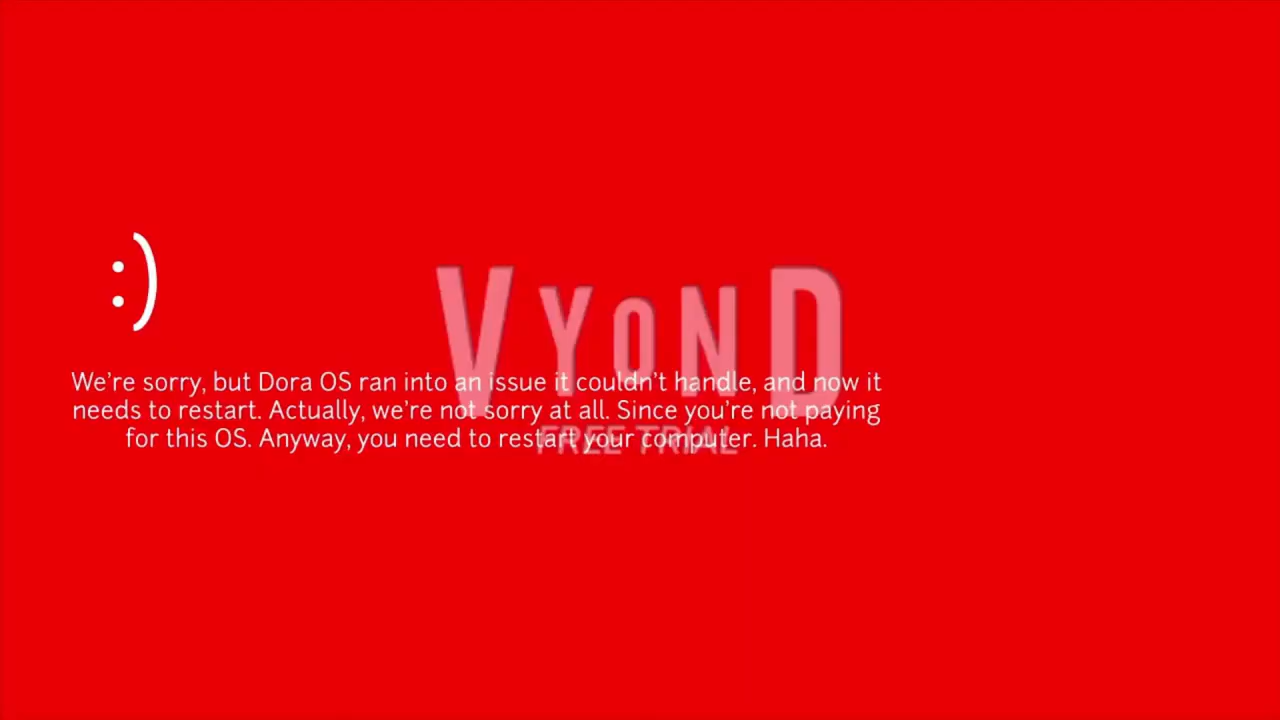 :)
VYOND
We're sorry, but Dora OS ran into an issue it couldn't handle, and now it
needs to restart. Actually, we're not sorry at all. Since you're not paying
for this OS. Anyway, you need to restart your computer. Haha.
FREE TRIAL